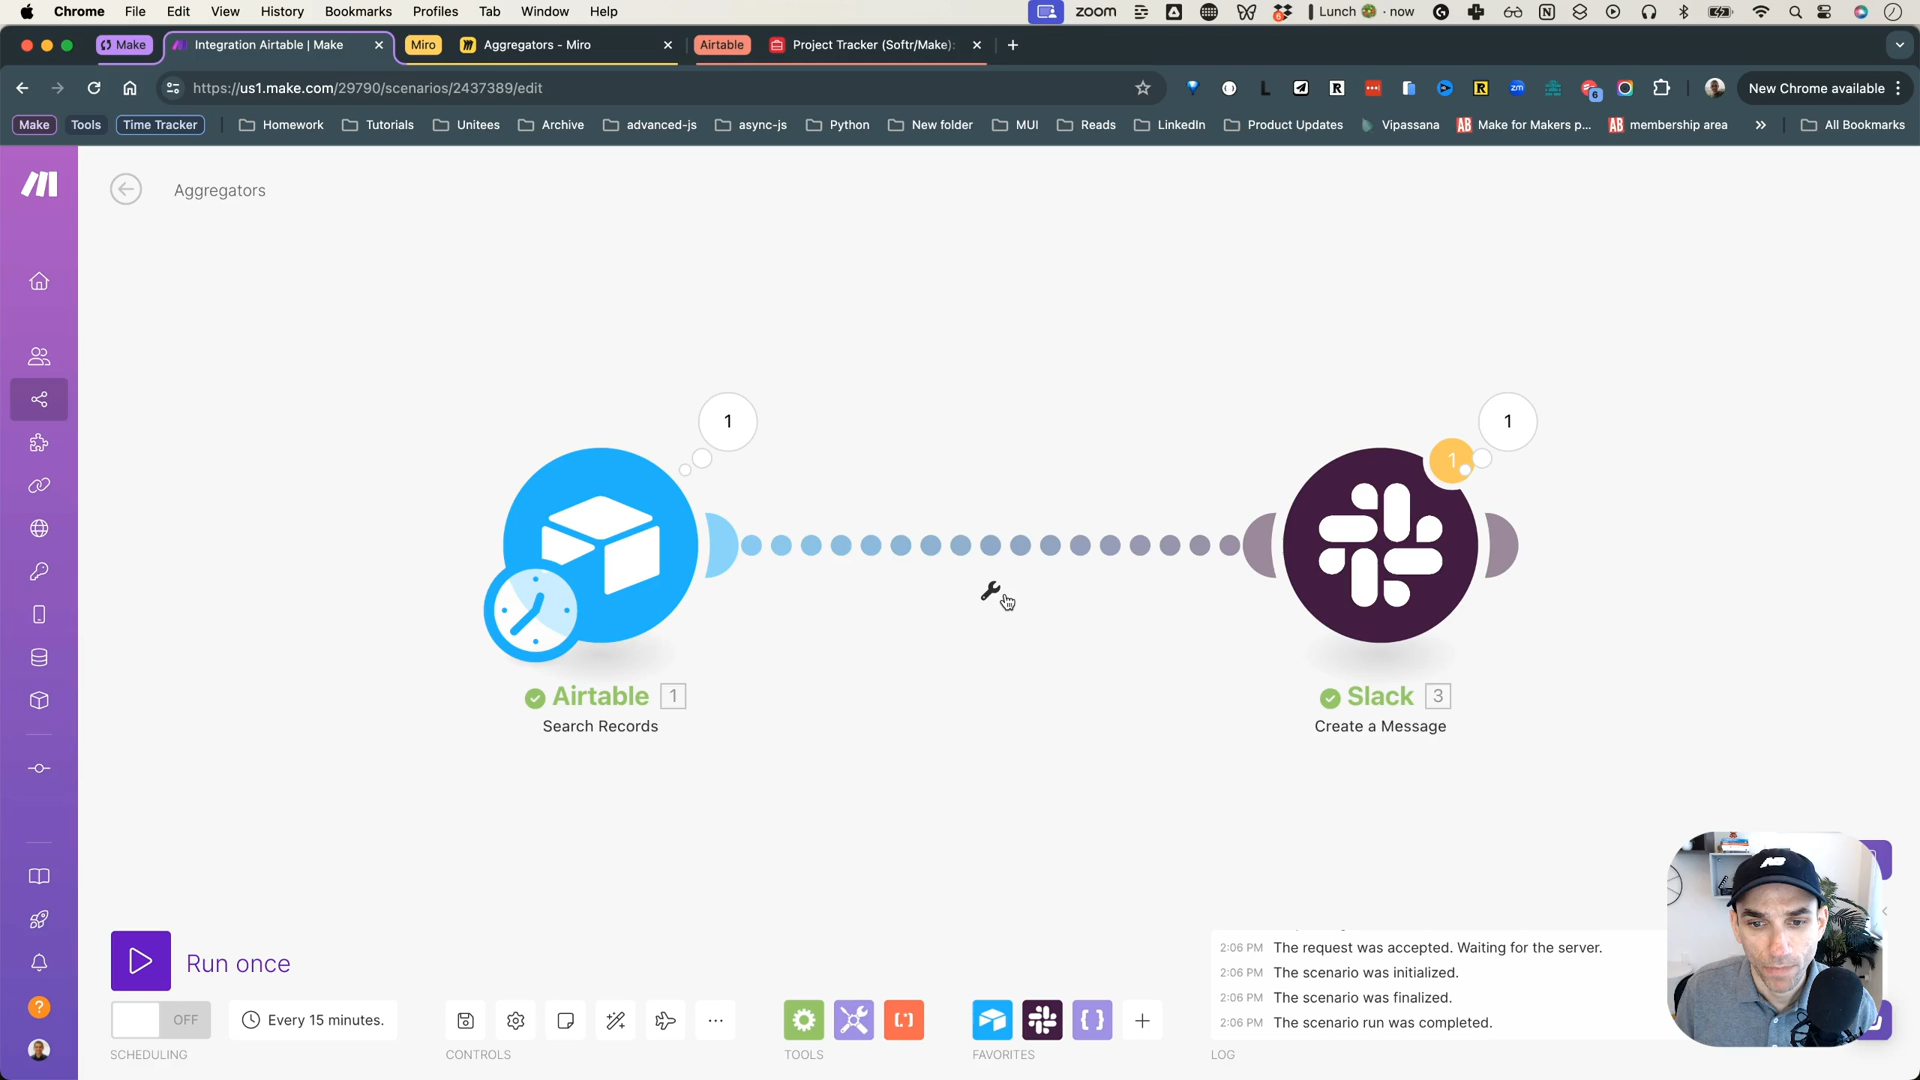 Chrome File Edit View History Bookmarks Profiles Tab Window Help zoom Lunch · now
Make Integration Airtable | Make Miro Aggregators - Miro Airtable Project Tracker (Softr/Make):
https://us1.make.com/29790/scenarios/2437389/edit New Chrome available
Make Tools Time Tracker Homework Tutorials Unitees Archive advanced-js async-js Python New folder MUI Reads LinkedIn Product Updates Vipassana Make for Makers p... membership area All Bookmarks
Aggregators
1
1
1
Airtable 1
Search Records
Slack 3
Create a Message
Run once
OFF
Every 15 minutes.
SCHEDULING
CONTROLS
TOOLS
FAVORITES
2:06 PM The request was accepted. Waiting for the server.
2:06 PM The scenario was initialized.
2:06 PM The scenario was finalized.
2:06 PM The scenario run was completed.
LOG